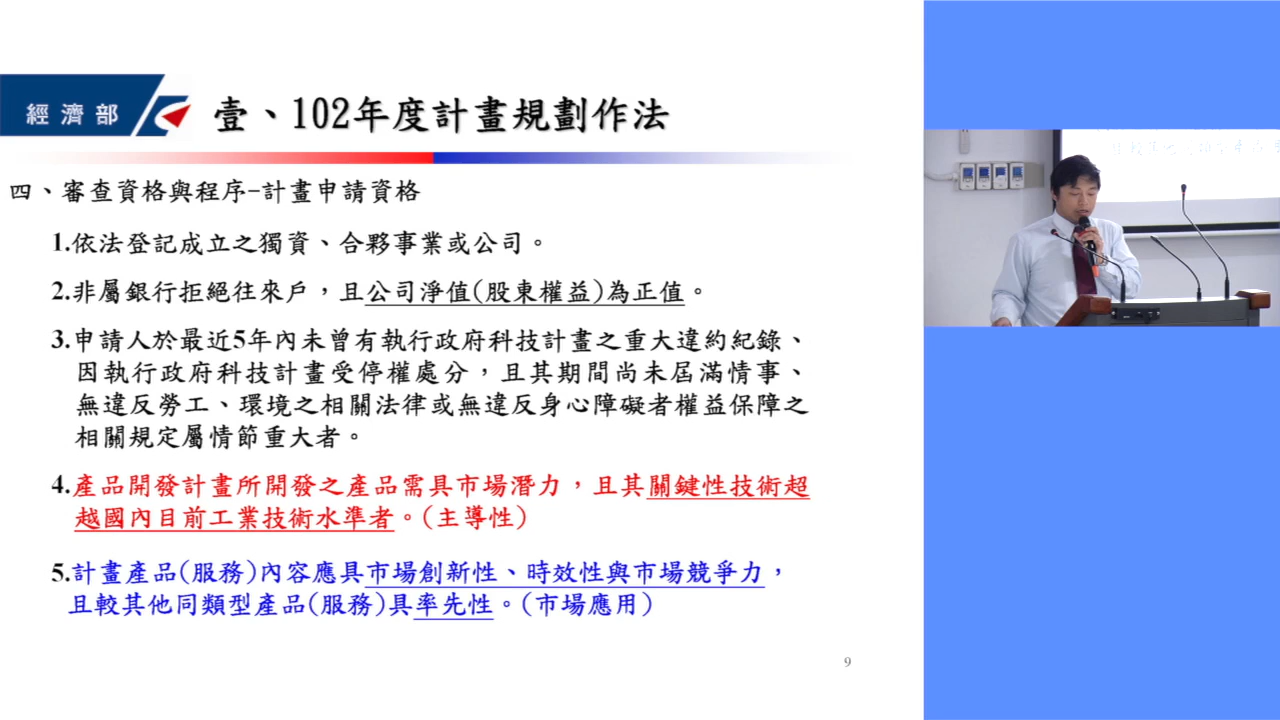 經濟部
壹、102年度計畫規劃作法
四、審查資格與程序-計畫申請資格
1.依法登記成立之獨資、合夥事業或公司。
2.非屬銀行拒絕往來戶，且公司淨值(股東權益)為正值。
3.申請人於最近5年內未曾有執行政府科技計畫之重大違約紀錄、
因執行政府科技計畫受停權處分，且其期間尚未屆滿情事、
無違反勞工、環境之相關法律或無違反身心障礙者權益保障之
相關規定屬情節重大者。
4.產品開發計畫所開發之產品需具市場潛力，且其關鍵性技術超
越國內目前工業技術水準者。(主導性)
5.計畫產品(服務)內容應具市場創新性、時效性與市場競爭力，
且較其他同類型產品(服務)具率先性。(市場應用)
9